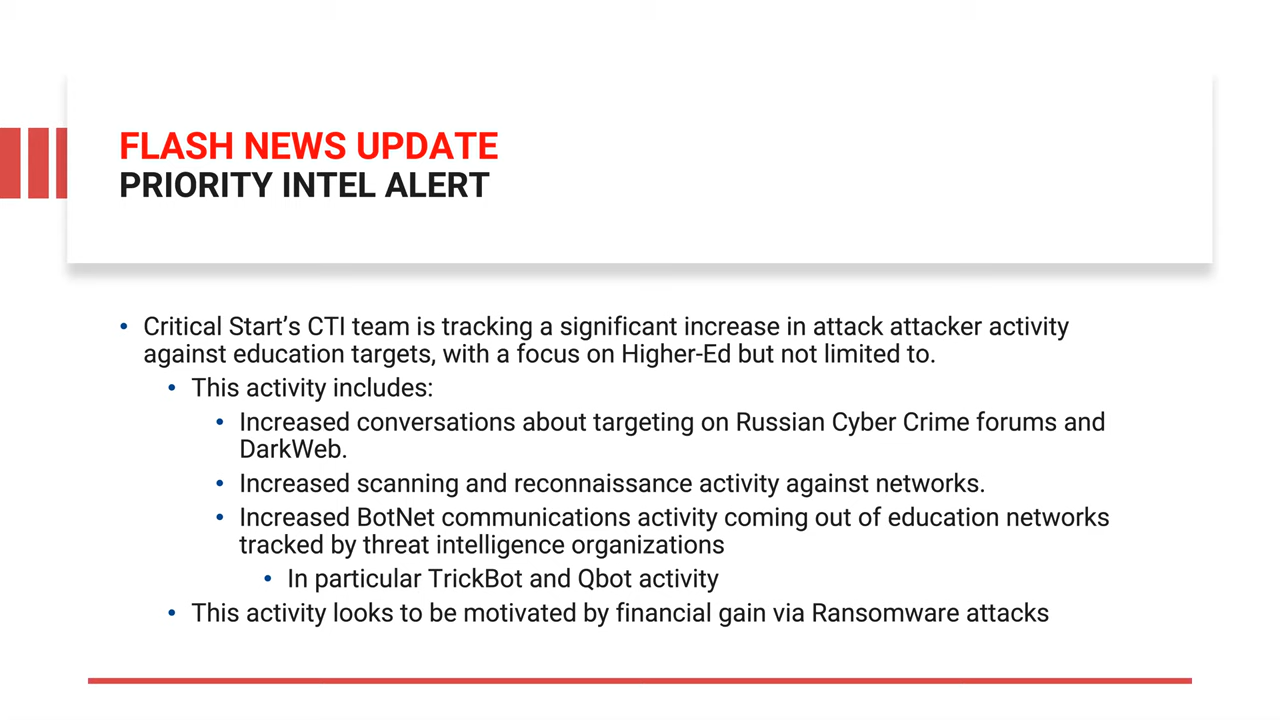 FLASH NEWS UPDATE
PRIORITY INTEL ALERT
• Critical Start’s CTI team is tracking a significant increase in attack attacker activity
against education targets, with a focus on Higher-Ed but not limited to.
• This activity includes:
• Increased conversations about targeting on Russian Cyber Crime forums and
DarkWeb.
• Increased scanning and reconnaissance activity against networks.
• Increased BotNet communications activity coming out of education networks
tracked by threat intelligence organizations
• In particular TrickBot and Qbot activity
• This activity looks to be motivated by financial gain via Ransomware attacks